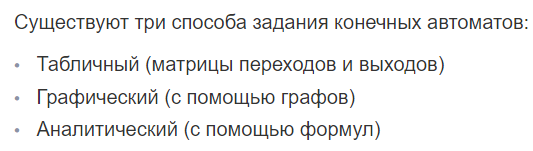 Существуют три способа задания конечных автоматов:
• Табличный (матрицы переходов и выходов)
• Графический (с помощью графов)
• Аналитический (с помощью формул)